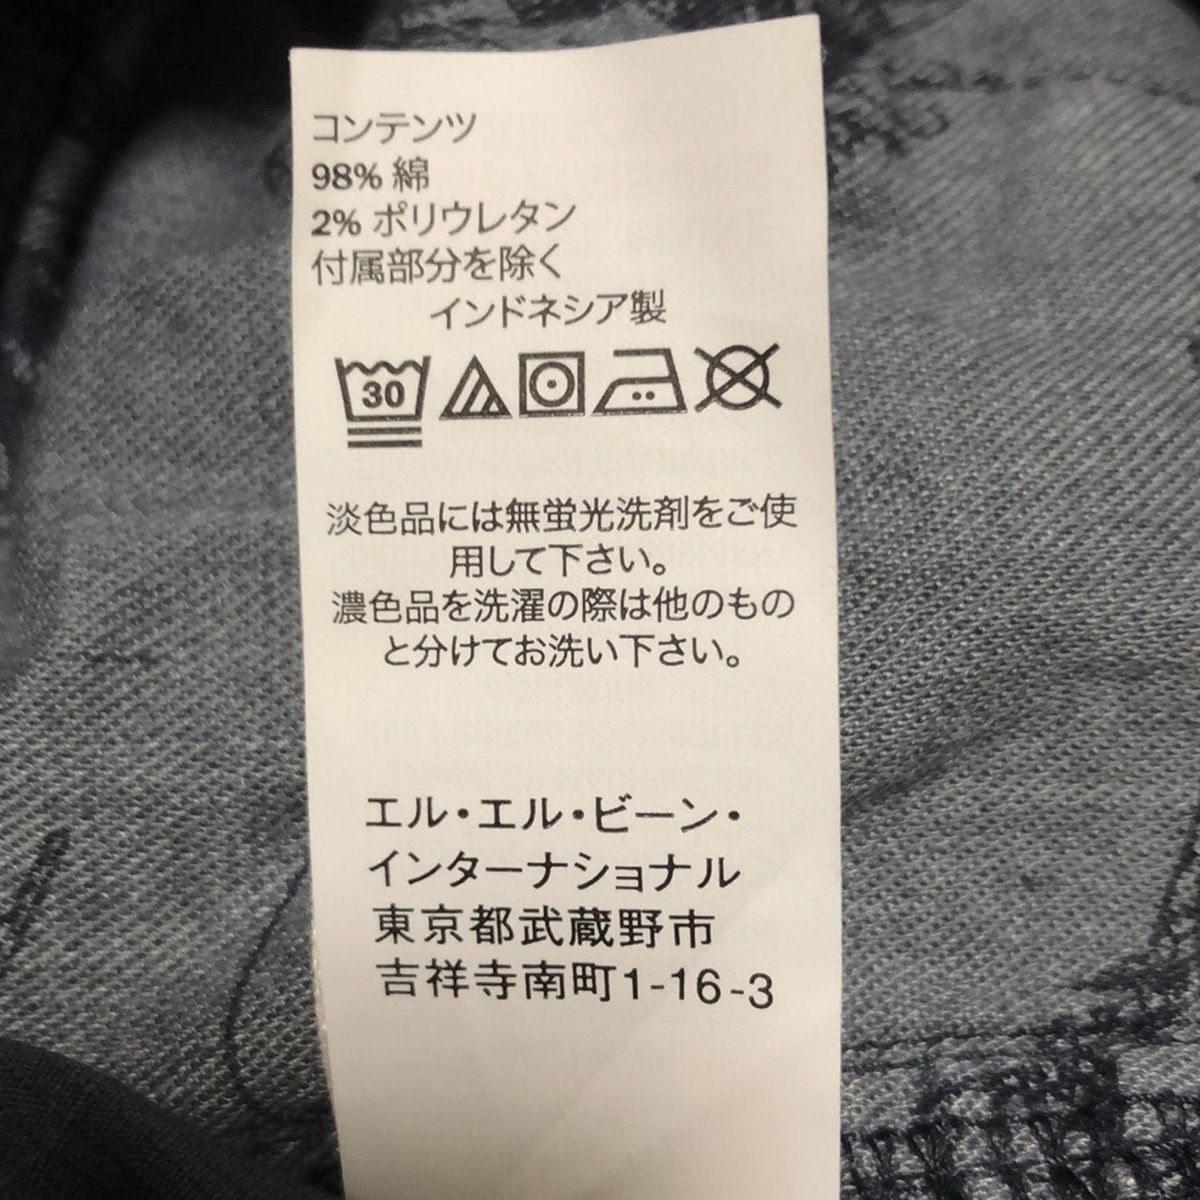 コンテンツ
98% 綿
2% ポリウレタン
付属部分を除く
インドネシア製
30
淡色品には無蛍光洗剤をご使
用して下さい。
濃色品を洗濯の際は他のもの
と分けてお洗い下さい。
エル・エル・ビーン・
インターナショナル
東京都武蔵野市
吉祥寺南町1-16-3